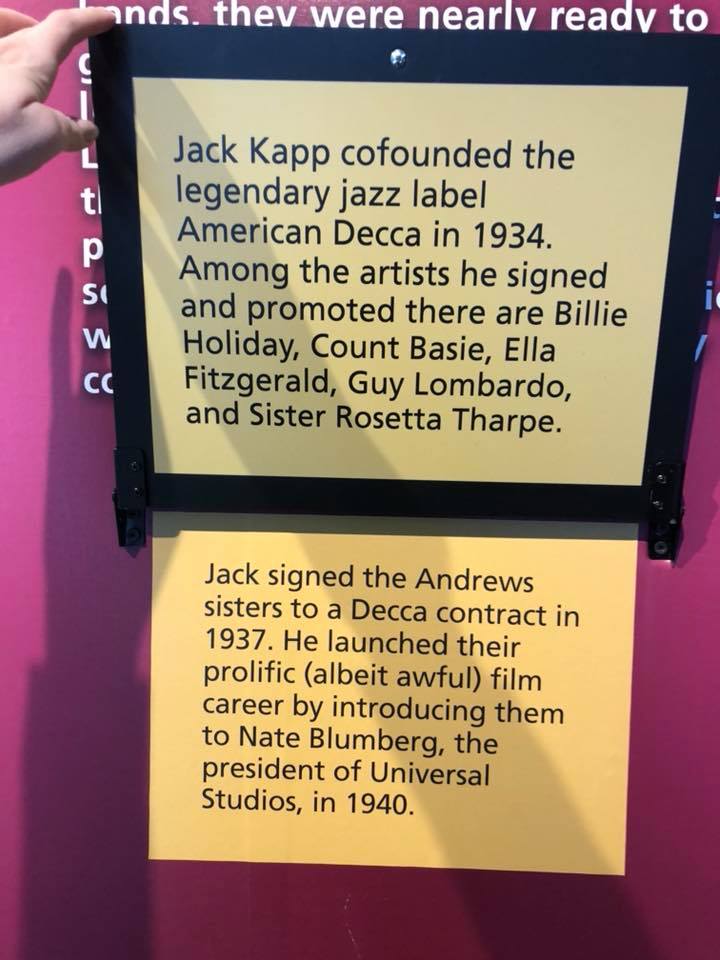 ands, they were nearly ready to
Jack Kapp cofounded the
legendary jazz label
American Decca in 1934.
Among the artists he signed
and promoted there are Billie
Holiday, Count Basie, Ella
Fitzgerald, Guy Lombardo,
and Sister Rosetta Tharpe.
Jack signed the Andrews
sisters to a Decca contract in
1937. He launched their
prolific (albeit awful) film
career by introducing them
to Nate Blumberg, the
president of Universal
Studios, in 1940.